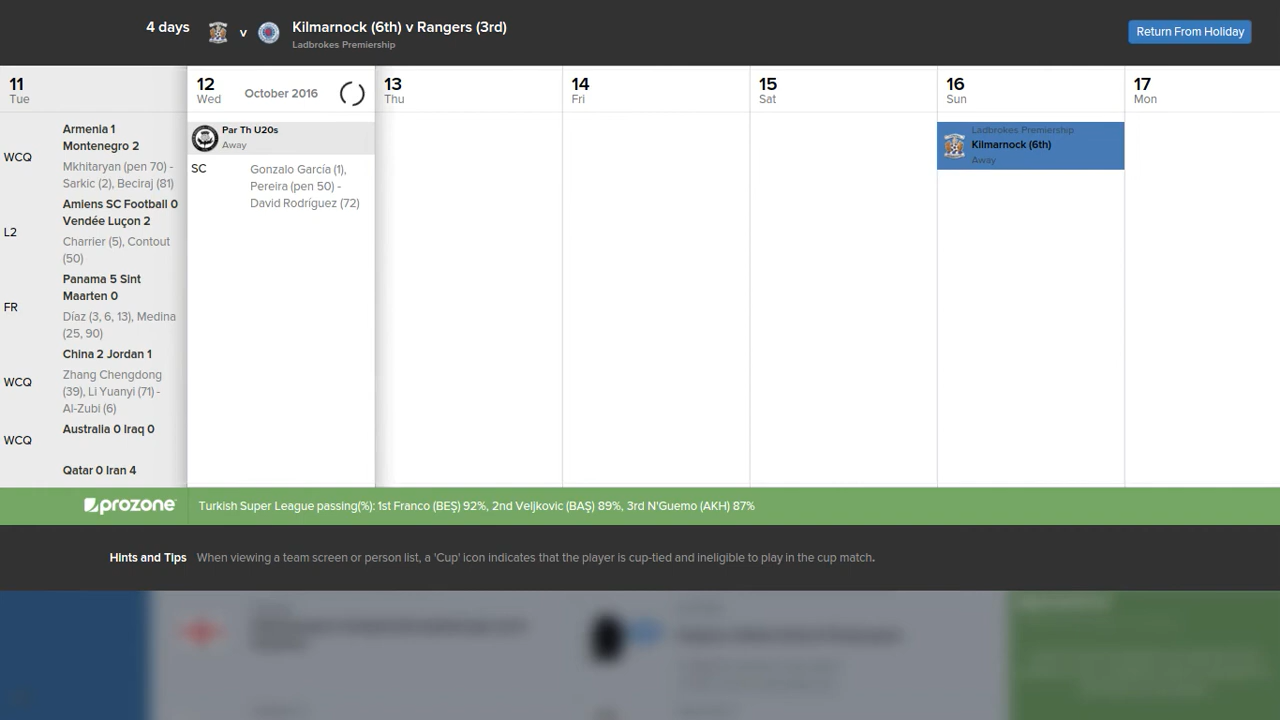 4 days
v
Kilmarnock (6th) v Rangers (3rd)
Ladbrokes Premiership
Return From Holiday
11
Tue
12
Wed
October 2016
13
Thu
14
Fri
15
Sat
16
Sun
17
Mon
WCQ
Armenia 1
Montenegro 2
Mkhitaryan (pen 70) -
Sarkic (2), Beciraj (81)
L2
Amiens SC Football 0
Vendée Luçon 2
Charrier (5), Contout
(50)
FR
Panama 5 Sint
Maarten 0
Díaz (3, 6, 13), Medina
(25, 90)
WCQ
China 2 Jordan 1
Zhang Chengdong
(39), Li Yuanyi (71) -
Al-Zubi (6)
WCQ
Australia 0 Iraq 0
Qatar 0 Iran 4
Par Th U20s
Away
SC
Gonzalo García (1),
Pereira (pen 50) -
David Rodríguez (72)
Ladbrokes Premiership
Kilmarnock (6th)
Away
prozone
Turkish Super League passing(%): 1st Franco (BEŞ) 92%, 2nd Veljkovic (BAŞ) 89%, 3rd N'Guemo (AKH) 87%
Hints and Tips
When viewing a team screen or person list, a 'Cup' icon indicates that the player is cup-tied and ineligible to play in the cup match.